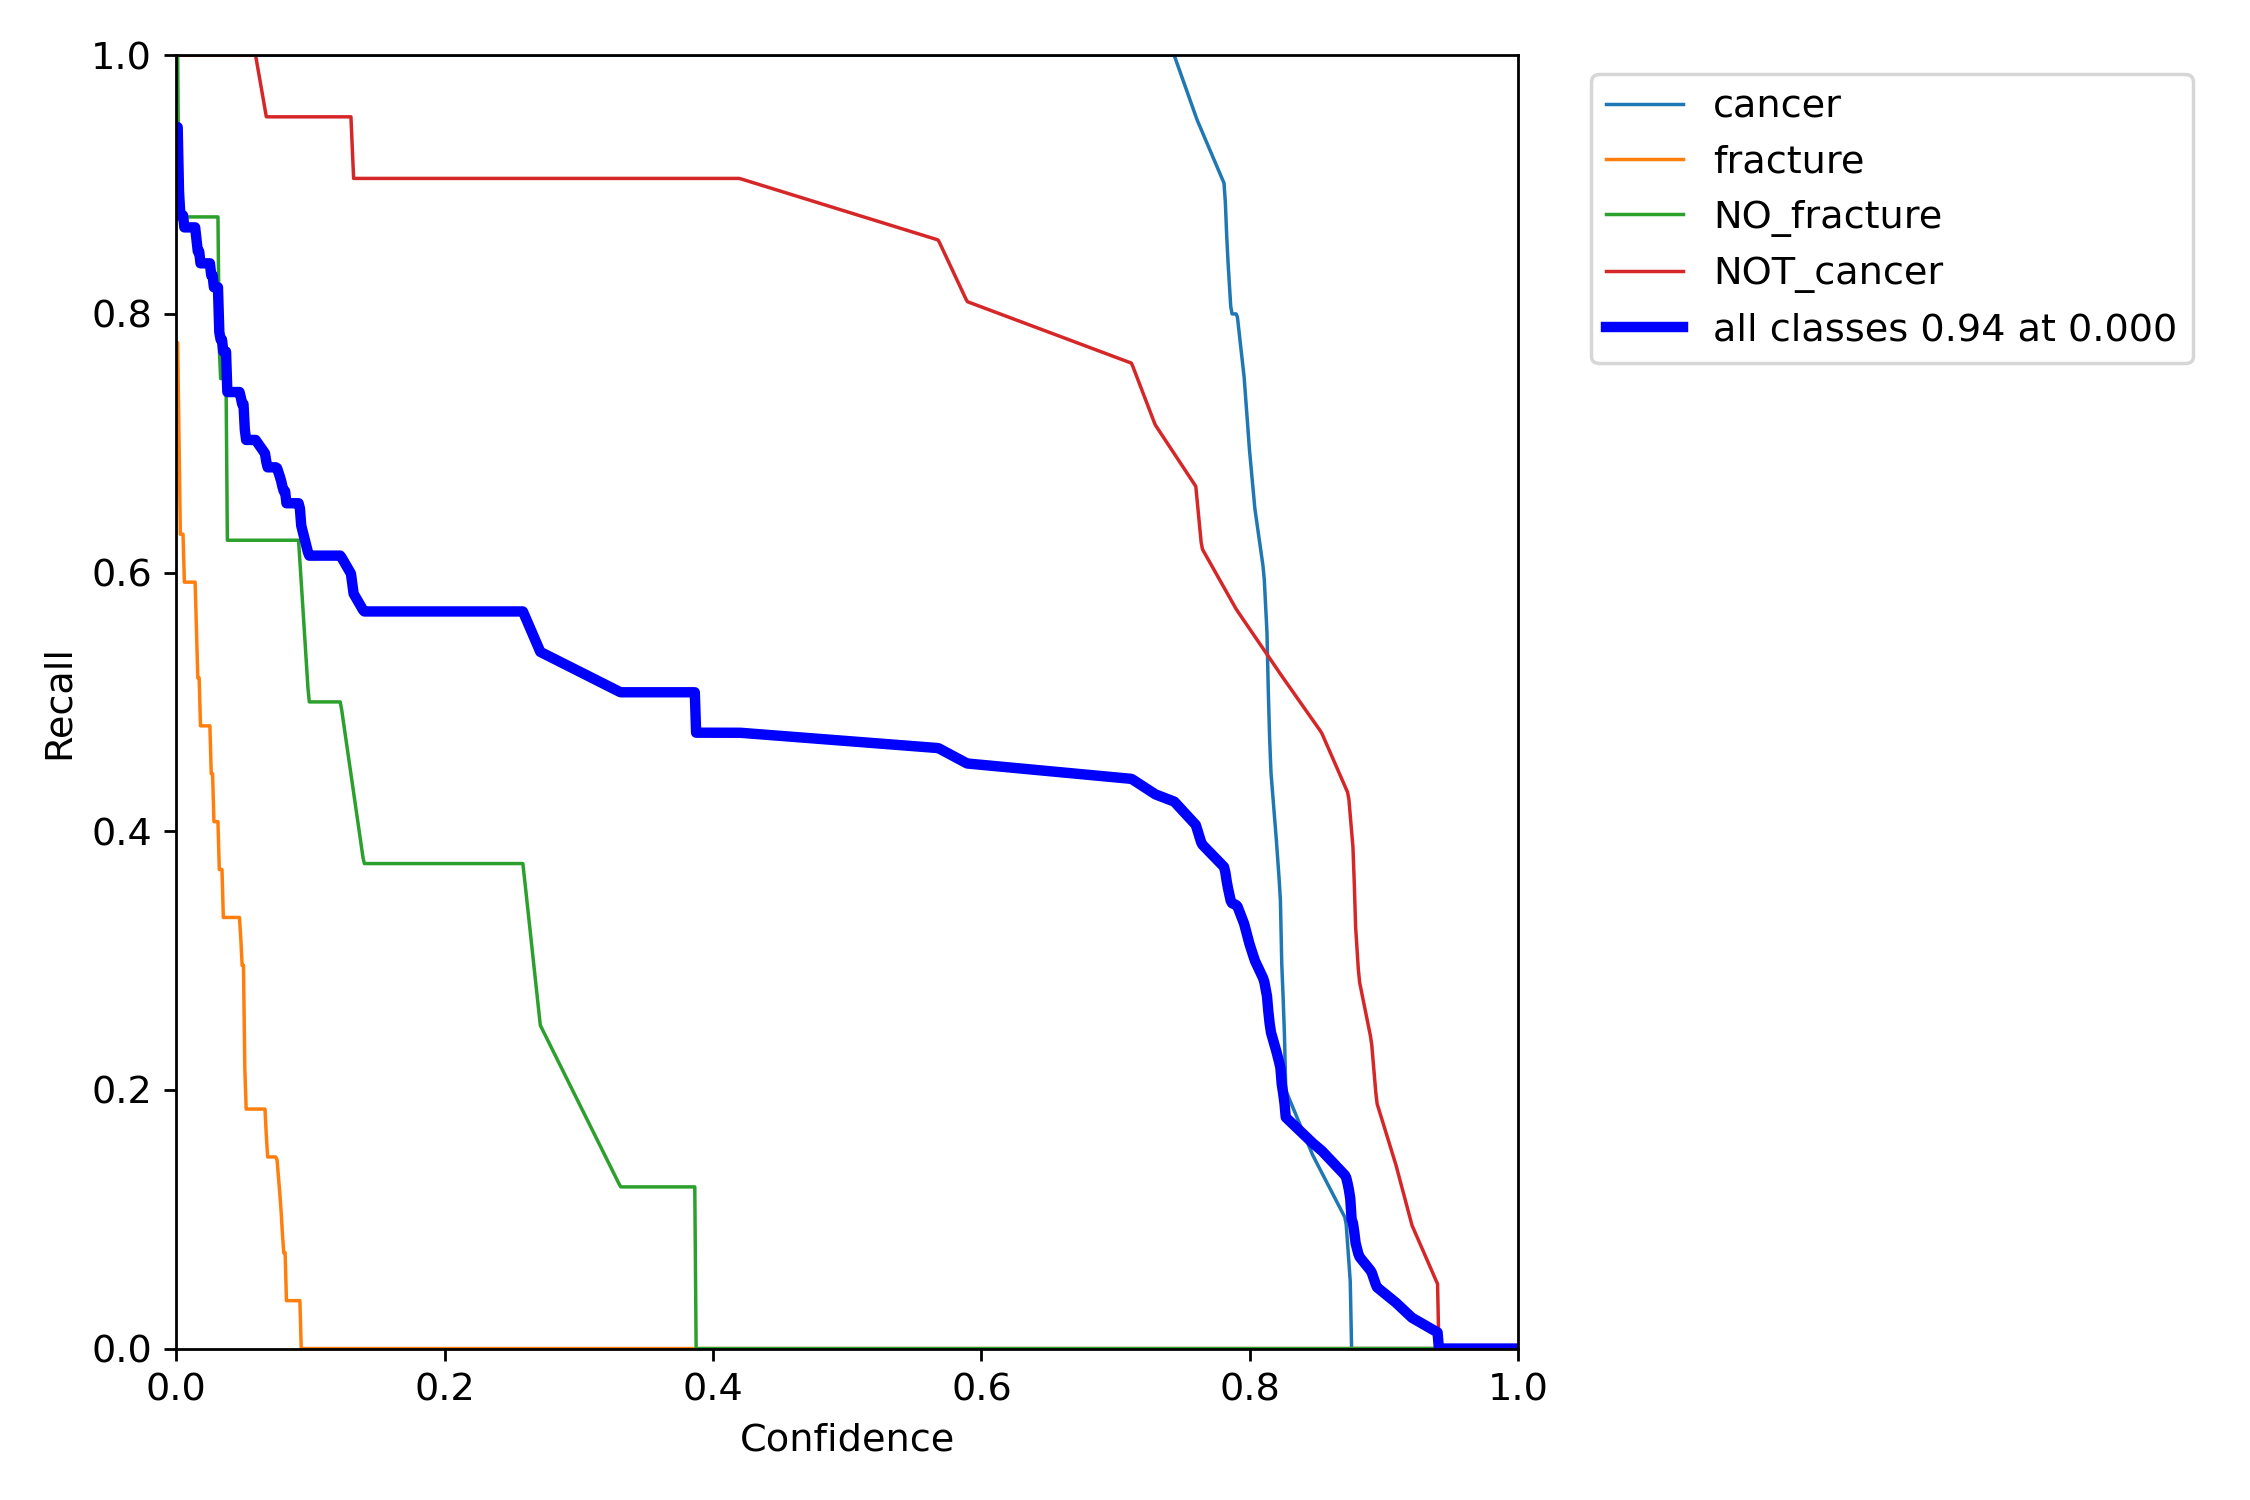 1.0
0.8
0.6
0.4
0.2
0.0
Recall
0.0 0.2 0.4 0.6 0.8 1.0
Confidence
cancer
fracture
NO_fracture
NOT_cancer
all classes 0.94 at 0.000